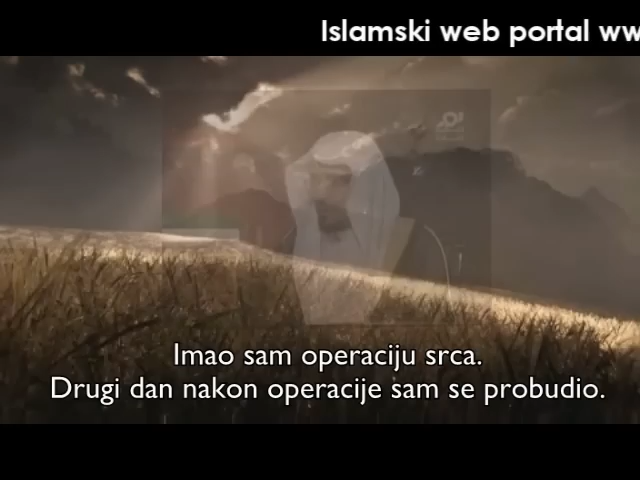 Islamski web portal ww
Imao sam operaciju srca.
Drugi dan nakon operacije sam se probudio.